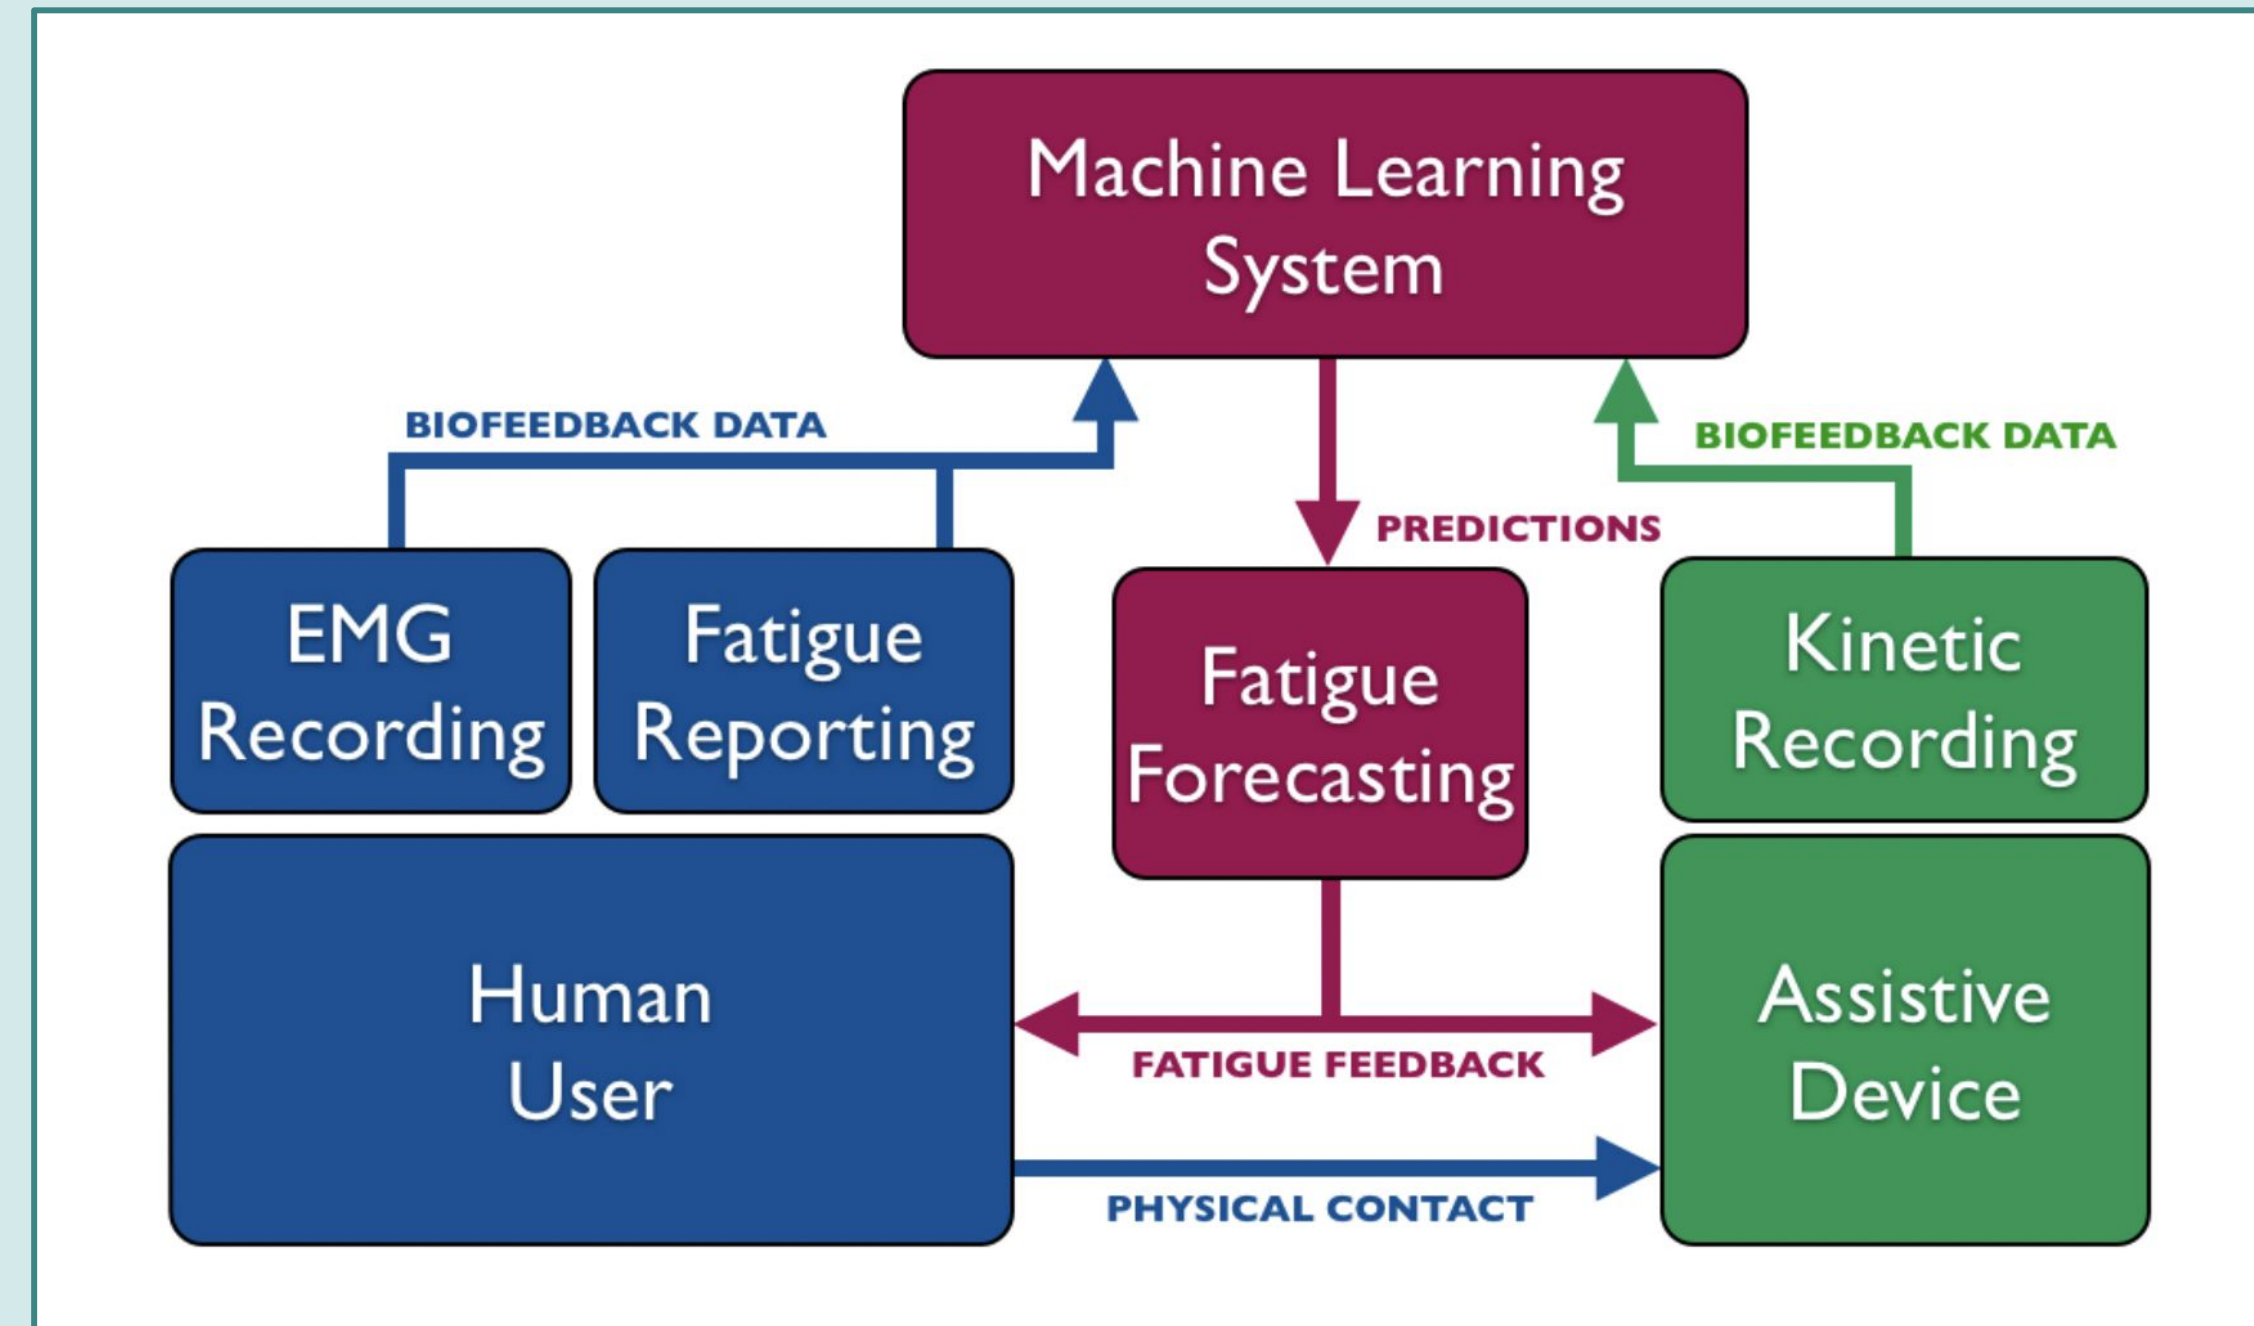 Machine Learning
System
BIOFEEDBACK DATA
BIOFEEDBACK DATA
PREDICTIONS
EMG
Recording
Fatigue
Reporting
Fatigue
Forecasting
Kinetic
Recording
Human
User
FATIGUE FEEDBACK
Assistive
Device
PHYSICAL CONTACT